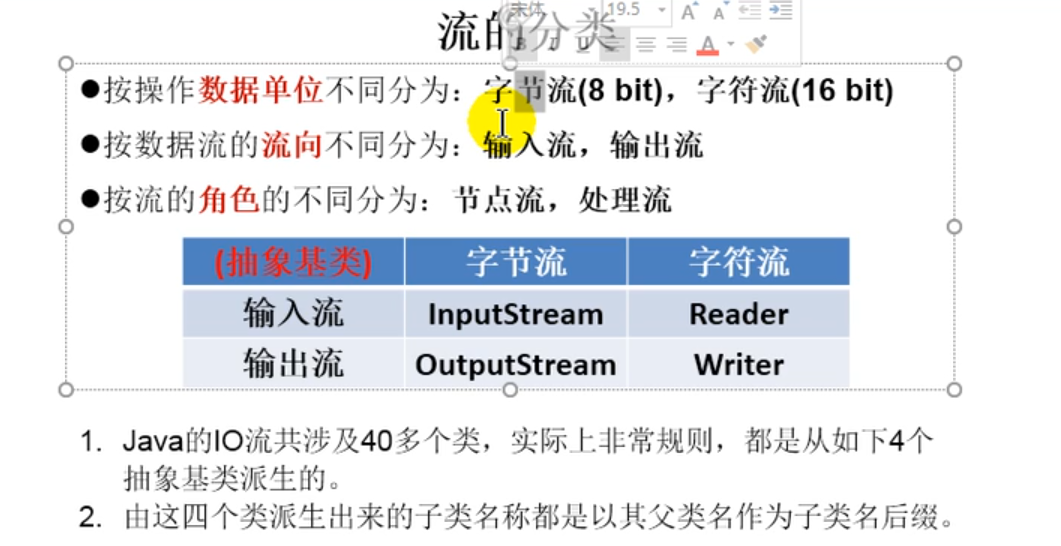 流的分类
宋体 19.5 A A
B I U A
●按操作数据单位不同分为：字节流(8 bit)，字符流(16 bit)
●按数据流的流向不同分为：输入流，输出流
●按流的角色的不同分为：节点流，处理流
(抽象基类) 字节流 字符流
输入流 InputStream Reader
输出流 OutputStream Writer
1. Java的IO流共涉及40多个类，实际上非常规则，都是从如下4个
抽象基类派生的。
2. 由这四个类派生出来的子类名称都是以其父类名作为子类名后缀。